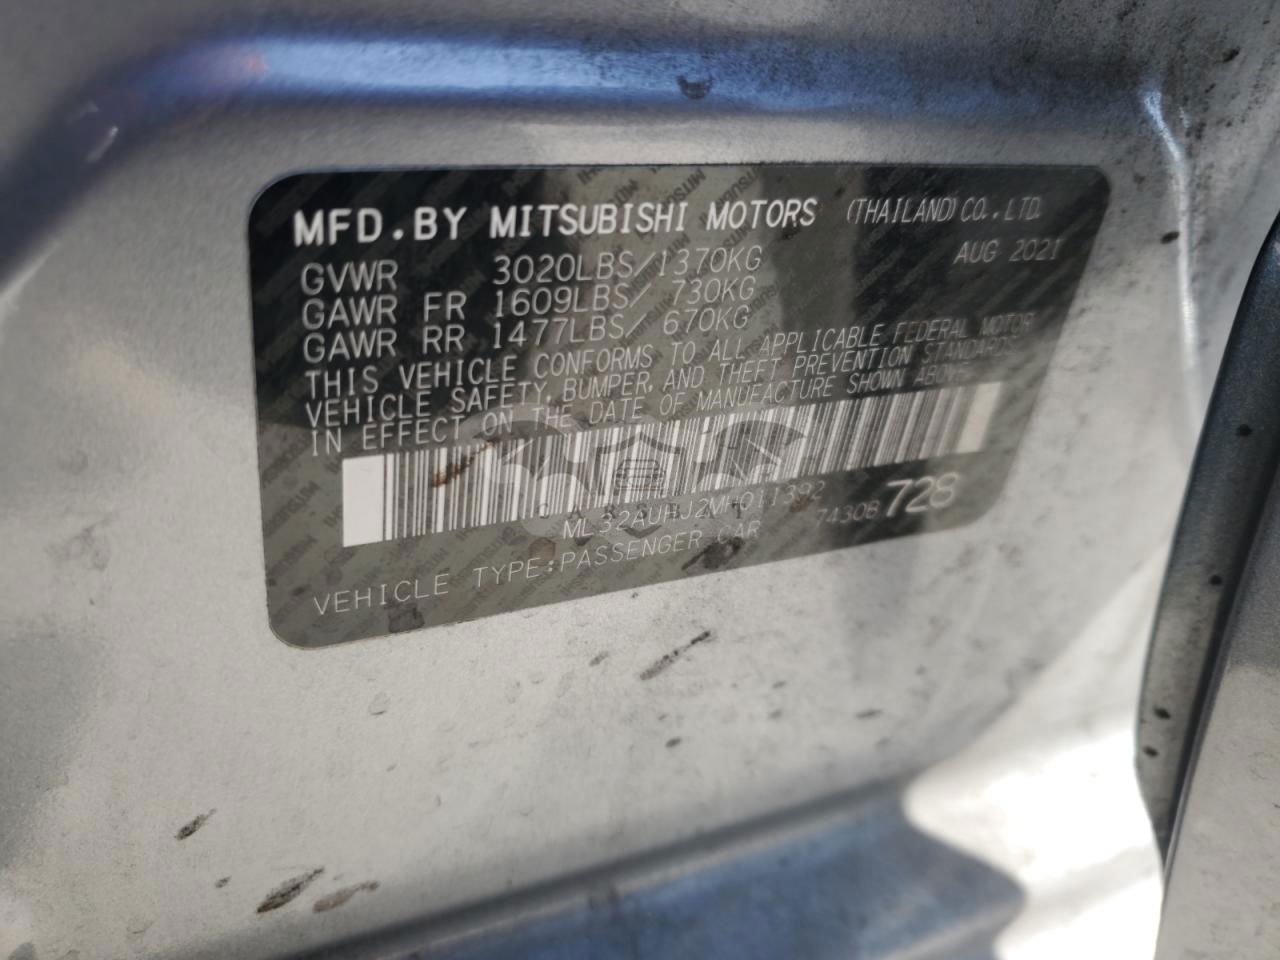 MFD.BY MITSUBISHI MOTORS (THAILAND) CO., LTD.
AUG 2021
GVWR 3020LBS/1370KG
GAWR FR 1609LBS/ 730KG
GAWR RR 1477LBS/ 670KG
THIS VEHICLE CONFORMS TO ALL APPLICABLE FEDERAL MOTOR
VEHICLE SAFETY, BUMPER, AND THEFT PREVENTION STANDARDS
IN EFFECT ON THE DATE OF MANUFACTURE SHOWN ABOVE
74308 728
VEHICLE TYPE:PASSENGER CAR